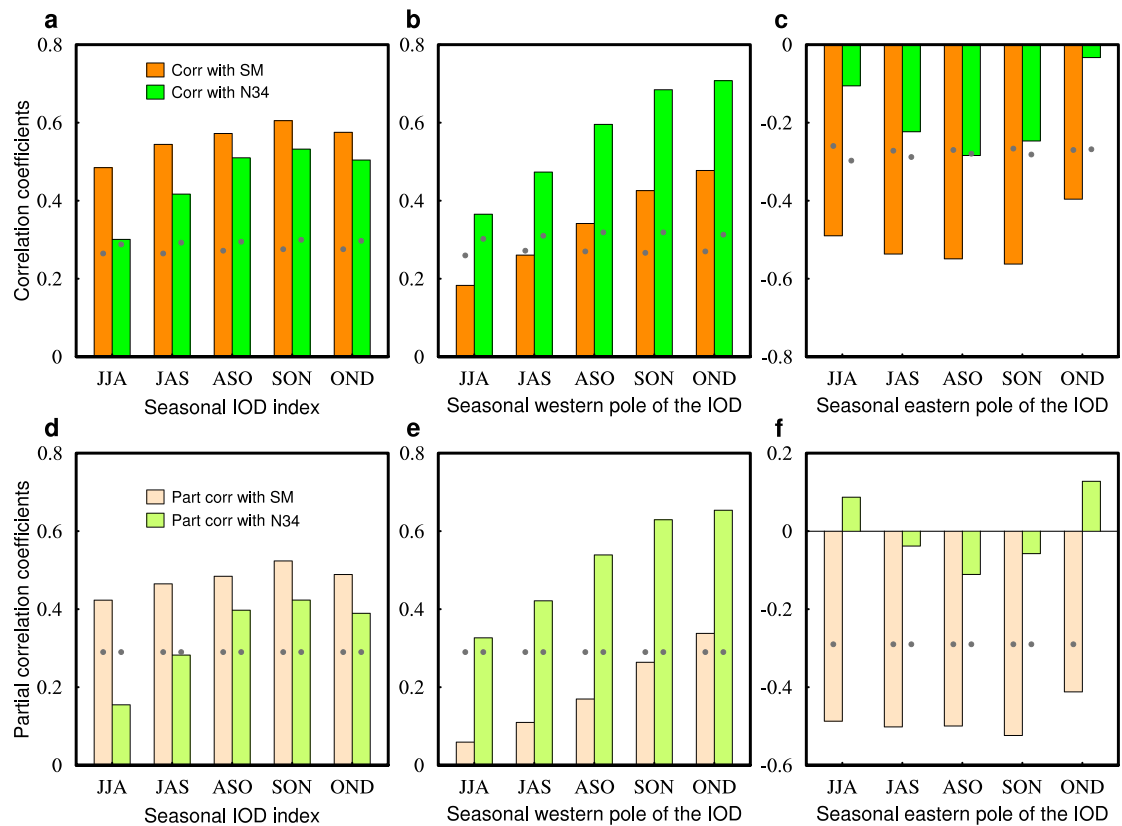 a
Correlation coefficients
0.8
0.6
0.4
0.2
0
Corr with SM
Corr with N34
JJA JAS ASO SON OND
Seasonal IOD index
b
0.8
0.6
0.4
0.2
0
JJA JAS ASO SON OND
Seasonal western pole of the IOD
c
0
-0.2
-0.4
-0.6
-0.8
JJA JAS ASO SON OND
Seasonal eastern pole of the IOD
d
Partial correlation coefficients
0.8
0.6
0.4
0.2
0
Part corr with SM
Part corr with N34
JJA JAS ASO SON OND
Seasonal IOD index
e
0.8
0.6
0.4
0.2
0
JJA JAS ASO SON OND
Seasonal western pole of the IOD
f
0.2
0
-0.2
-0.4
-0.6
JJA JAS ASO SON OND
Seasonal eastern pole of the IOD